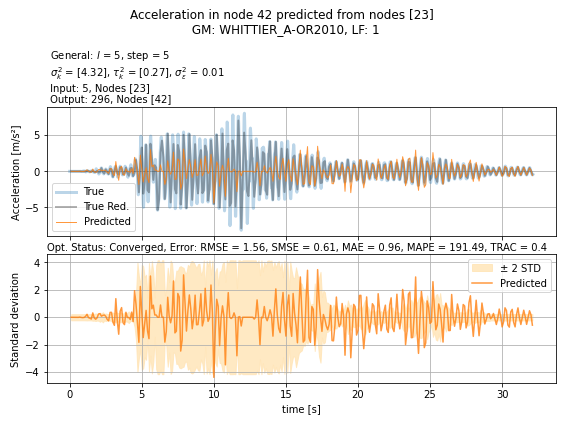 Acceleration in node 42 predicted from nodes [23]
GM: WHITTIER_A-OR2010, LF: 1
General: l = 5, step = 5
σ²ₖ = [4.32], τ²ₖ = [0.27], σ²ε = 0.01
Input: 5, Nodes [23]
Output: 296, Nodes [42]
Acceleration [m/s²]
5
0
−5
True
True Red.
Predicted
Opt. Status: Converged, Error: RMSE = 1.56, SMSE = 0.61, MAE = 0.96, MAPE = 191.49, TRAC = 0.4
Standard deviation
4
2
0
−2
−4
± 2 STD
Predicted
0 5 10 15 20 25 30
time [s]